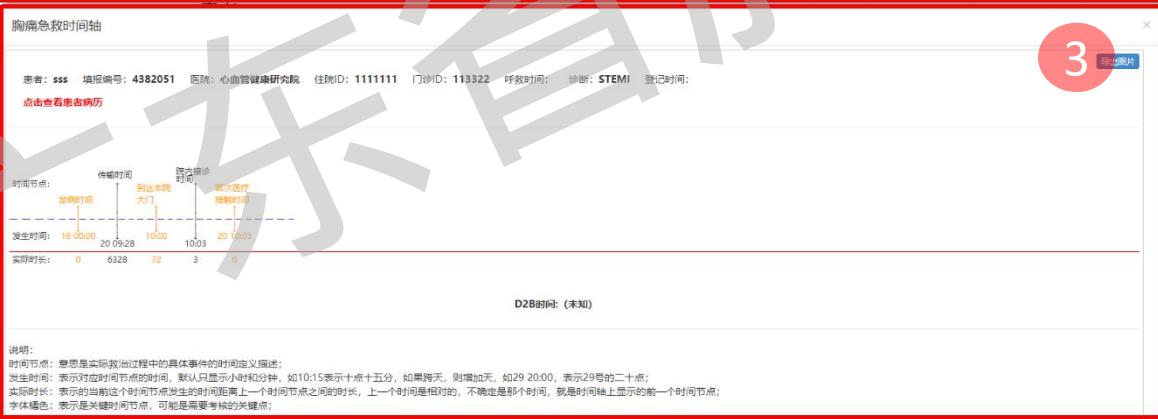 胸痛急救时间轴
×
3
导出图片
患者：sss 填报编号：4382051 医院：心血管健康研究院 住院ID：1111111 门诊ID：113322 呼救时间： 诊断：STEMI 登记时间：
点击查看患者病历
时间节点：
发病时间
传输时间
到达本院
大门
院内接诊
时间
首次医疗
接触时间
发生时间： 16 00:00 20 09:28 10:00 10:03 20 10:03
实际时长： 0 6328 32 3 0
D2B时间：（未知）
说明：
时间节点：意思是实际救治过程中的具体事件的时间定义描述；
发生时间：表示对应时间节点的时间，默认只显示小时和分钟，如10:15表示十点十五分，如果跨天，则增加天，如29 20:00，表示29号的二十点；
实际时长：表示的当前这个时间节点发生的时间距离上一个时间节点之间的时长，上一个时间是相对的，不确定是那个时间，就是时间轴上显示的前一个时间节点；
字体橘色：表示是关键时间节点，可能是需要考核的关键点；